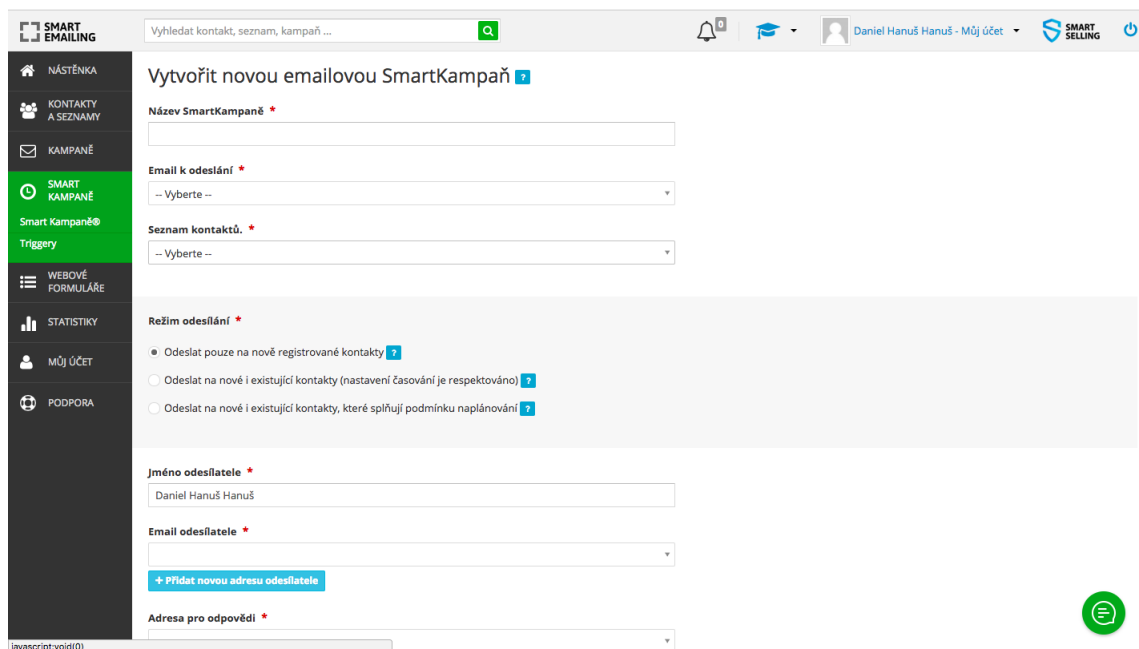 SMART
EMAILING
Vyhledat kontakt, seznam, kampaň ...
0
Daniel Hanuš Hanuš - Můj účet
SMART
SELLING
NÁSTĚNKA
KONTAKTY
A SEZNAMY
KAMPANĚ
SMART
KAMPANĚ
Smart Kampaně®
Triggery
WEBOVÉ
FORMULÁŘE
STATISTIKY
MŮJ ÚČET
PODPORA
Vytvořit novou emailovou SmartKampaň ?
Název SmartKampaně *
Email k odeslání *
-- Vyberte --
Seznam kontaktů. *
-- Vyberte --
Režim odesílání *
Odeslat pouze na nově registrované kontakty ?
Odeslat na nové i existující kontakty (nastavení časování je respektováno) ?
Odeslat na nové i existující kontakty, které splňují podmínku naplánování ?
Jméno odesílatele *
Daniel Hanuš Hanuš
Email odesílatele *
+ Přidat novou adresu odesílatele
Adresa pro odpovědi *
javascript:void(0)